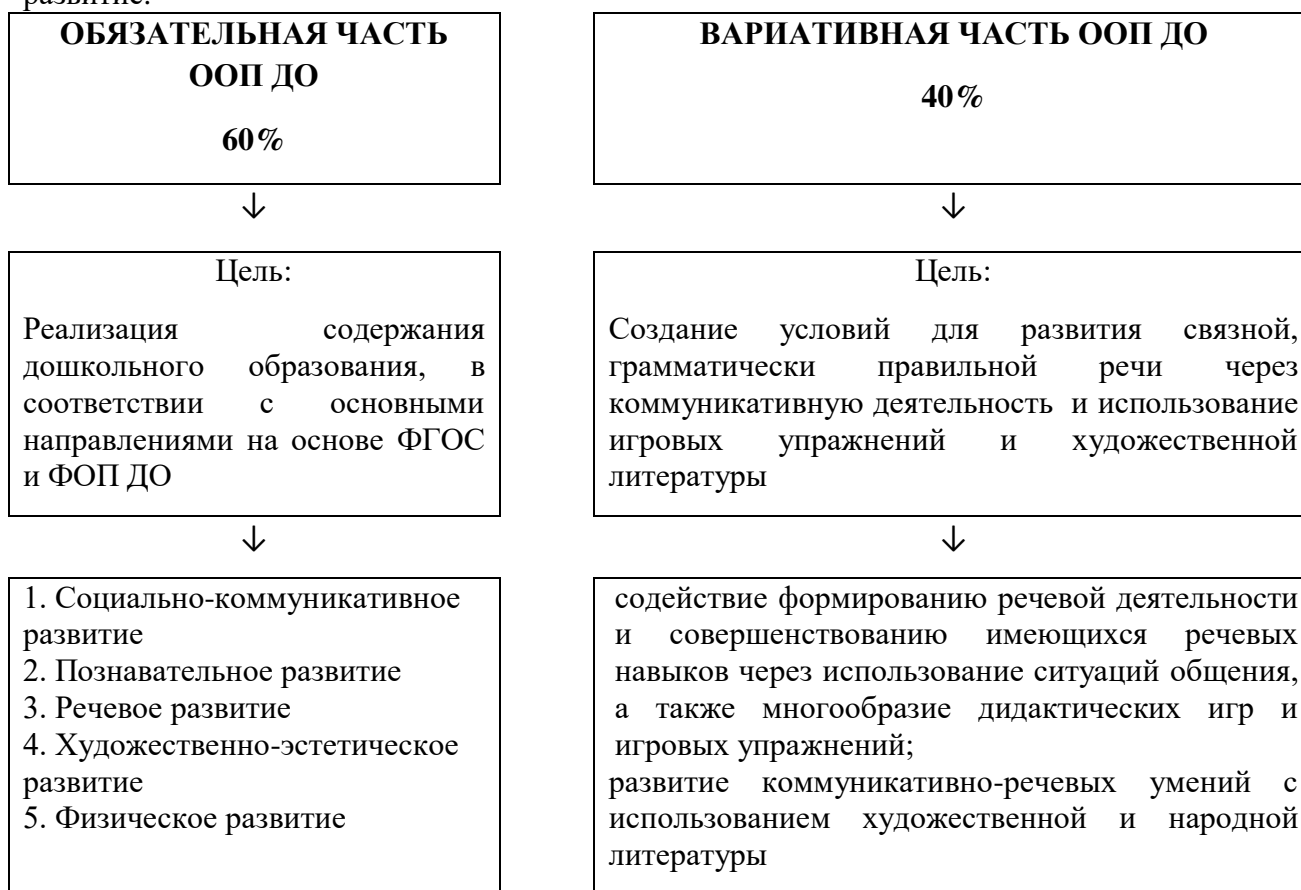 развитие.
ОБЯЗАТЕЛЬНАЯ ЧАСТЬ
ООП ДО
60%
ВАРИАТИВНАЯ ЧАСТЬ ООП ДО
40%
↓
↓
Цель:
Реализация содержания
дошкольного образования, в
соответствии с основными
направлениями на основе ФГОС
и ФОП ДО
Цель:
Создание условий для развития связной,
грамматически правильной речи через
коммуникативную деятельность и использование
игровых упражнений и художественной
литературы
↓
↓
1. Социально-коммуникативное
развитие
2. Познавательное развитие
3. Речевое развитие
4. Художественно-эстетическое
развитие
5. Физическое развитие
содействие формированию речевой деятельности
и совершенствованию имеющихся речевых
навыков через использование ситуаций общения,
а также многообразие дидактических игр и
игровых упражнений;
развитие коммуникативно-речевых умений с
использованием художественной и народной
литературы